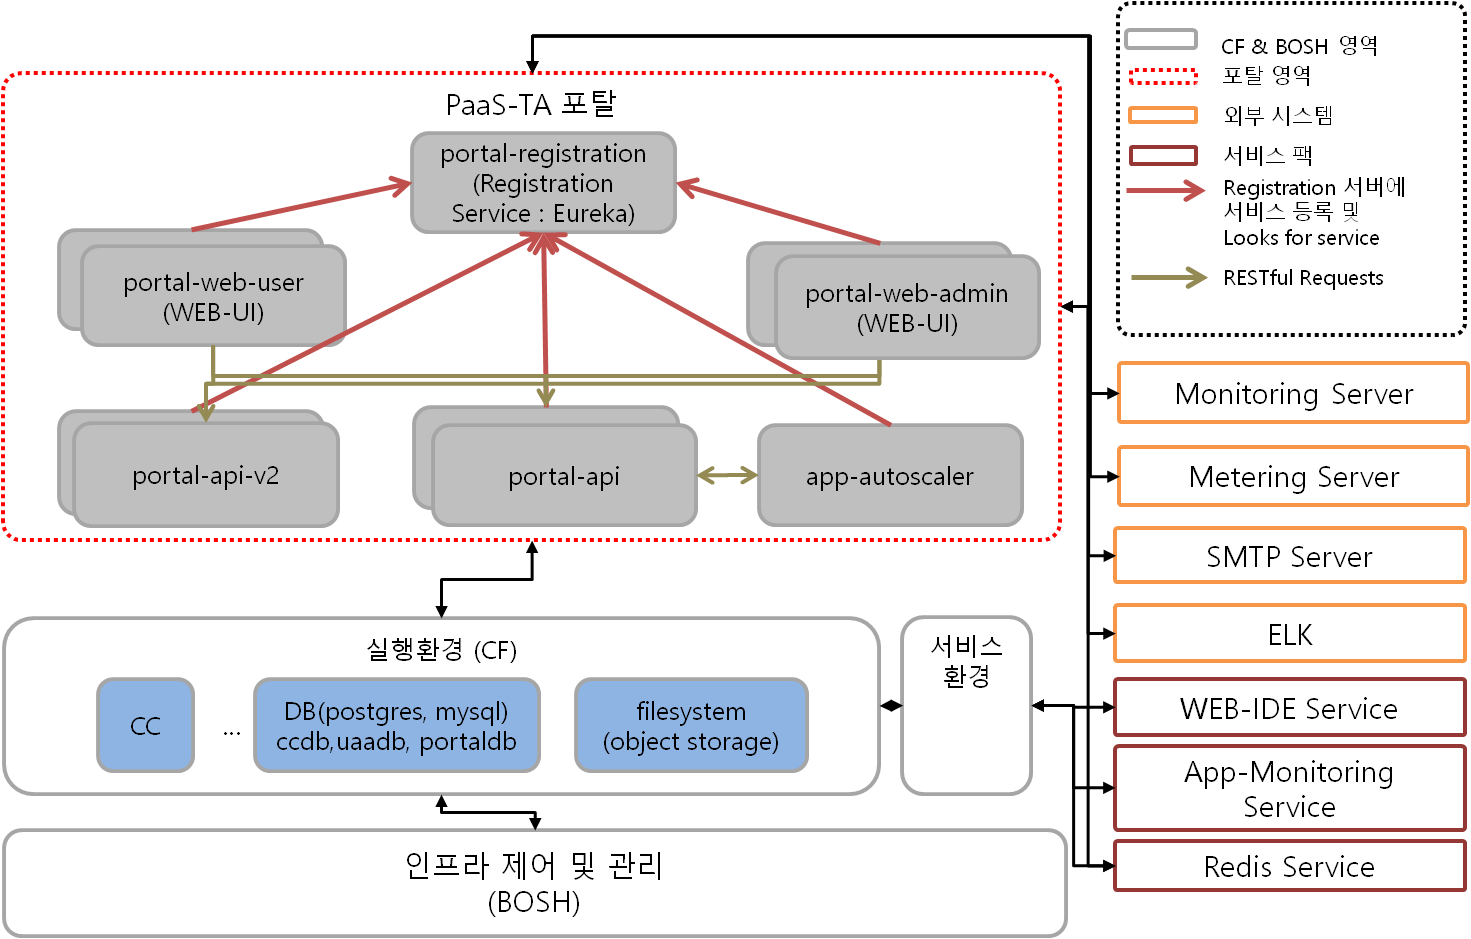 PaaS-TA 포탈
portal-registration
(Registration
Service : Eureka)
portal-web-user
(WEB-UI)
portal-web-admin
(WEB-UI)
portal-api-v2
portal-api
app-autoscaler
실행환경 (CF)
CC
...
DB(postgres, mysql)
ccdb,uaadb, portaldb
filesystem
(object storage)
서비스
환경
인프라 제어 및 관리
(BOSH)
CF & BOSH 영역
포탈 영역
외부 시스템
서비스 팩
Registration 서버에
서비스 등록 및
Looks for service
RESTful Requests
Monitoring Server
Metering Server
SMTP Server
ELK
WEB-IDE Service
App-Monitoring
Service
Redis Service